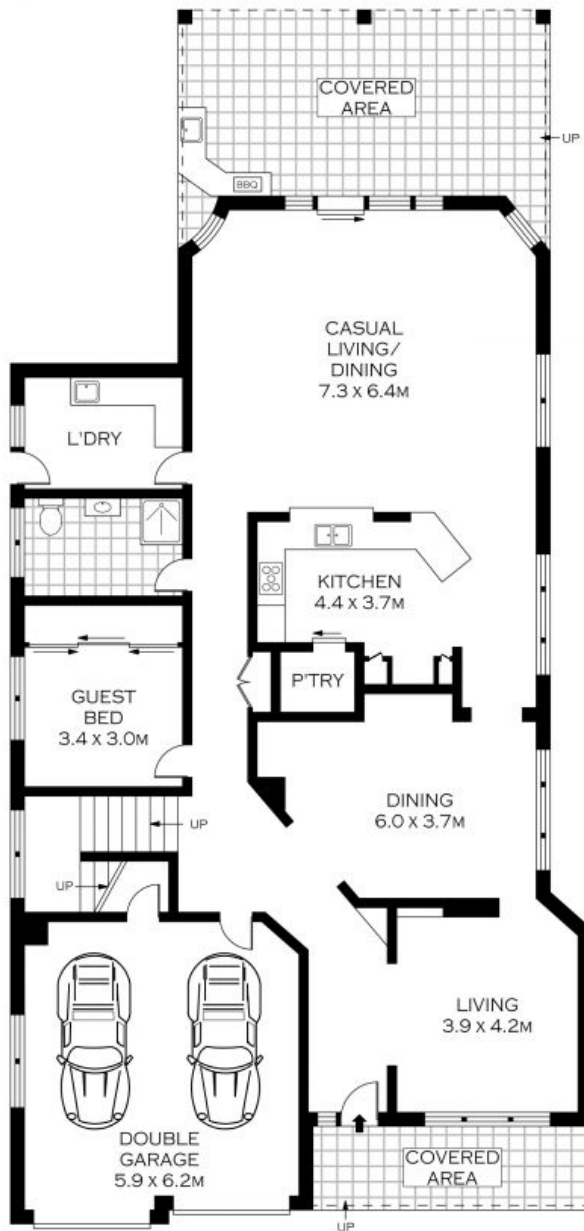 COVERED
AREA
UP
BBQ
CASUAL
LIVING/
DINING
7.3 X 6.4M
L'DRY
KITCHEN
4.4 X 3.7M
P'TRY
GUEST
BED
3.4 X 3.0M
DINING
6.0 X 3.7M
UP
UP
LIVING
3.9 X 4.2M
DOUBLE
GARAGE
5.9 X 6.2M
COVERED
AREA
UP